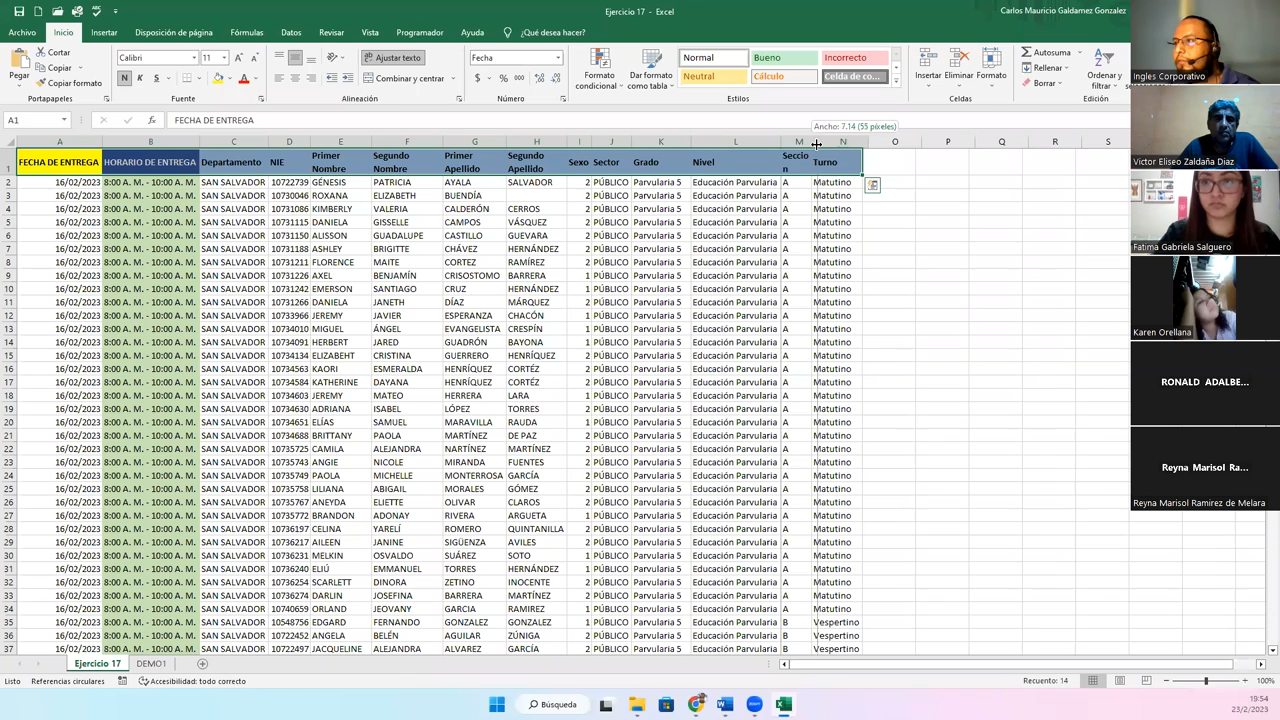 Ejercicio 17 - Excel
Carlos Mauricio Galdamez Gonzalez
Archivo Inicio Insertar Disposición de página Fórmulas Datos Revisar Vista Programador Ayuda ¿Qué desea hacer?
Pegar
Cortar
Copiar
Copiar formato
Portapapeles
Calibri 11
N K S
Fuente
Ajustar texto
Combinar y centrar
Alineación
Fecha
$ % 000
Número
Formato condicional
Dar formato como tabla
Normal Bueno Incorrecto
Neutral Cálculo Celda de co...
Estilos
Insertar Eliminar Formato
Celdas
Autosuma
Rellenar
Borrar
Ordenar y filtrar
A1 fx FECHA DE ENTREGA
Ancho: 7.14 (55 píxeles)
A B C D E F G H I J K L M N O P Q R S
1 FECHA DE ENTREGA HORARIO DE ENTREGA Departamento NIE Primer Nombre Segundo Nombre Primer Apellido Segundo Apellido Sexo Sector Grado Nivel Seccion Turno
2 16/02/2023 8:00 A. M. - 10:00 A. M. SAN SALVADOR 10722739 GÉNESIS PATRICIA AYALA SALVADOR 2 PÚBLICO Parvularia 5 Educación Parvularia A Matutino
3 16/02/2023 8:00 A. M. - 10:00 A. M. SAN SALVADOR 10730046 ROXANA ELIZABETH BUENDÍA 2 PÚBLICO Parvularia 5 Educación Parvularia A Matutino
4 16/02/2023 8:00 A. M. - 10:00 A. M. SAN SALVADOR 10731086 KIMBERLY VALERIA CALDERÓN CERROS 2 PÚBLICO Parvularia 5 Educación Parvularia A Matutino
5 16/02/2023 8:00 A. M. - 10:00 A. M. SAN SALVADOR 10731115 DANIELA GISSELLE CAMPOS VÁSQUEZ 2 PÚBLICO Parvularia 5 Educación Parvularia A Matutino
6 16/02/2023 8:00 A. M. - 10:00 A. M. SAN SALVADOR 10731150 ALISSON GUADALUPE CASTILLO GUEVARA 2 PÚBLICO Parvularia 5 Educación Parvularia A Matutino
7 16/02/2023 8:00 A. M. - 10:00 A. M. SAN SALVADOR 10731188 ASHLEY BRIGITTE CHÁVEZ HERNÁNDEZ 2 PÚBLICO Parvularia 5 Educación Parvularia A Matutino
8 16/02/2023 8:00 A. M. - 10:00 A. M. SAN SALVADOR 10731211 FLORENCE MAITE CORTEZ RAMÍREZ 2 PÚBLICO Parvularia 5 Educación Parvularia A Matutino
9 16/02/2023 8:00 A. M. - 10:00 A. M. SAN SALVADOR 10731226 AXEL BENJAMÍN CRISOSTOMO BARRERA 1 PÚBLICO Parvularia 5 Educación Parvularia A Matutino
10 16/02/2023 8:00 A. M. - 10:00 A. M. SAN SALVADOR 10731242 EMERSON SANTIAGO CRUZ HERNÁNDEZ 1 PÚBLICO Parvularia 5 Educación Parvularia A Matutino
11 16/02/2023 8:00 A. M. - 10:00 A. M. SAN SALVADOR 10731266 DANIELA JANETH DÍAZ MÁRQUEZ 2 PÚBLICO Parvularia 5 Educación Parvularia A Matutino
12 16/02/2023 8:00 A. M. - 10:00 A. M. SAN SALVADOR 10733966 JEREMY JAVIER ESPERANZA CHACÓN 1 PÚBLICO Parvularia 5 Educación Parvularia A Matutino
13 16/02/2023 8:00 A. M. - 10:00 A. M. SAN SALVADOR 10734010 MIGUEL ÁNGEL EVANGELISTA CRESPÍN 1 PÚBLICO Parvularia 5 Educación Parvularia A Matutino
14 16/02/2023 8:00 A. M. - 10:00 A. M. SAN SALVADOR 10734091 HERBERT JARED GUADRÓN BAYONA 1 PÚBLICO Parvularia 5 Educación Parvularia A Matutino
15 16/02/2023 8:00 A. M. - 10:00 A. M. SAN SALVADOR 10734134 ELIZABEHT CRISTINA GUERRERO HENRÍQUEZ 2 PÚBLICO Parvularia 5 Educación Parvularia A Matutino
16 16/02/2023 8:00 A. M. - 10:00 A. M. SAN SALVADOR 10734563 KAORI ESMERALDA HENRÍQUEZ CORTÉZ 2 PÚBLICO Parvularia 5 Educación Parvularia A Matutino
17 16/02/2023 8:00 A. M. - 10:00 A. M. SAN SALVADOR 10734584 KATHERINE DAYANA HENRÍQUEZ CORTÉZ 2 PÚBLICO Parvularia 5 Educación Parvularia A Matutino
18 16/02/2023 8:00 A. M. - 10:00 A. M. SAN SALVADOR 10734603 JEREMY MATEO HERRERA LARA 1 PÚBLICO Parvularia 5 Educación Parvularia A Matutino
19 16/02/2023 8:00 A. M. - 10:00 A. M. SAN SALVADOR 10734630 ADRIANA ISABEL LÓPEZ TORRES 2 PÚBLICO Parvularia 5 Educación Parvularia A Matutino
20 16/02/2023 8:00 A. M. - 10:00 A. M. SAN SALVADOR 10734651 ELÍAS SAMUEL MARAVILLA RAUDA 1 PÚBLICO Parvularia 5 Educación Parvularia A Matutino
21 16/02/2023 8:00 A. M. - 10:00 A. M. SAN SALVADOR 10734688 BRITTANY PAOLA MARTÍNEZ DE PAZ 2 PÚBLICO Parvularia 5 Educación Parvularia A Matutino
22 16/02/2023 8:00 A. M. - 10:00 A. M. SAN SALVADOR 10735725 CAMILA ALEJANDRA NARTÍNEZ MARTÍNEZ 2 PÚBLICO Parvularia 5 Educación Parvularia A Matutino
23 16/02/2023 8:00 A. M. - 10:00 A. M. SAN SALVADOR 10735743 ANGIE NICOLE MIRANDA FUENTES 2 PÚBLICO Parvularia 5 Educación Parvularia A Matutino
24 16/02/2023 8:00 A. M. - 10:00 A. M. SAN SALVADOR 10735749 PAOLA MICHELLE MONTERROSA GARCÍA 2 PÚBLICO Parvularia 5 Educación Parvularia A Matutino
25 16/02/2023 8:00 A. M. - 10:00 A. M. SAN SALVADOR 10735758 LILIANA ABIGAIL MORALES GÓMEZ 2 PÚBLICO Parvularia 5 Educación Parvularia A Matutino
26 16/02/2023 8:00 A. M. - 10:00 A. M. SAN SALVADOR 10735767 ANEYDA ELIETTE OLIVAR CLAROS 2 PÚBLICO Parvularia 5 Educación Parvularia A Matutino
27 16/02/2023 8:00 A. M. - 10:00 A. M. SAN SALVADOR 10735772 BRANDON ADONAY RIVERA ARGUETA 1 PÚBLICO Parvularia 5 Educación Parvularia A Matutino
28 16/02/2023 8:00 A. M. - 10:00 A. M. SAN SALVADOR 10736197 CELINA YARELÍ ROMERO QUINTANILLA 2 PÚBLICO Parvularia 5 Educación Parvularia A Matutino
29 16/02/2023 8:00 A. M. - 10:00 A. M. SAN SALVADOR 10736217 AILEEN JANINE SIGÜENZA AVILES 2 PÚBLICO Parvularia 5 Educación Parvularia A Matutino
30 16/02/2023 8:00 A. M. - 10:00 A. M. SAN SALVADOR 10736231 MELKIN OSVALDO SUÁREZ SOTO 1 PÚBLICO Parvularia 5 Educación Parvularia A Matutino
31 16/02/2023 8:00 A. M. - 10:00 A. M. SAN SALVADOR 10736240 ELIÚ EMMANUEL TORRES HERNÁNDEZ 1 PÚBLICO Parvularia 5 Educación Parvularia A Matutino
32 16/02/2023 8:00 A. M. - 10:00 A. M. SAN SALVADOR 10736254 SCARLETT DINORA ZETINO INOCENTE 2 PÚBLICO Parvularia 5 Educación Parvularia A Matutino
33 16/02/2023 8:00 A. M. - 10:00 A. M. SAN SALVADOR 10736271 DARLIN JOSEFINA BARRERA MARTÍNEZ 2 PÚBLICO Parvularia 5 Educación Parvularia A Matutino
34 16/02/2023 8:00 A. M. - 10:00 A. M. SAN SALVADOR 10740659 ORLAND JEOVANY GARCIA RAMIREZ 1 PÚBLICO Parvularia 5 Educación Parvularia A Matutino
35 16/02/2023 8:00 A. M. - 10:00 A. M. SAN SALVADOR 10548756 EDGARD FERNANDO GONZALEZ GONZALEZ 1 PÚBLICO Parvularia 5 Educación Parvularia B Vespertino
36 16/02/2023 8:00 A. M. - 10:00 A. M. SAN SALVADOR 10722452 ANGELA BELÉN AGUILAR ZÚNIGA 2 PÚBLICO Parvularia 5 Educación Parvularia B Vespertino
37 16/02/2023 8:00 A. M. - 10:00 A. M. SAN SALVADOR 10722497 JACQUELINE ALEJANDRA ALVAREZ GARCÍA 2 PÚBLICO Parvularia 5 Educación Parvularia B Vespertino
Ejercicio 17 DEMO1
Listo Referencias circulares Accesibilidad: todo correcto Recuento: 14 100%
Búsqueda
19:54
23/2/2023
Ingles Corporativo
Victor Eliseo Zaldaña Diaz
Fatima Gabriela Salguero
Karen Orellana
RONALD ADALBE...
Reyna Marisol Ra...
Reyna Marisol Ramirez de Melara